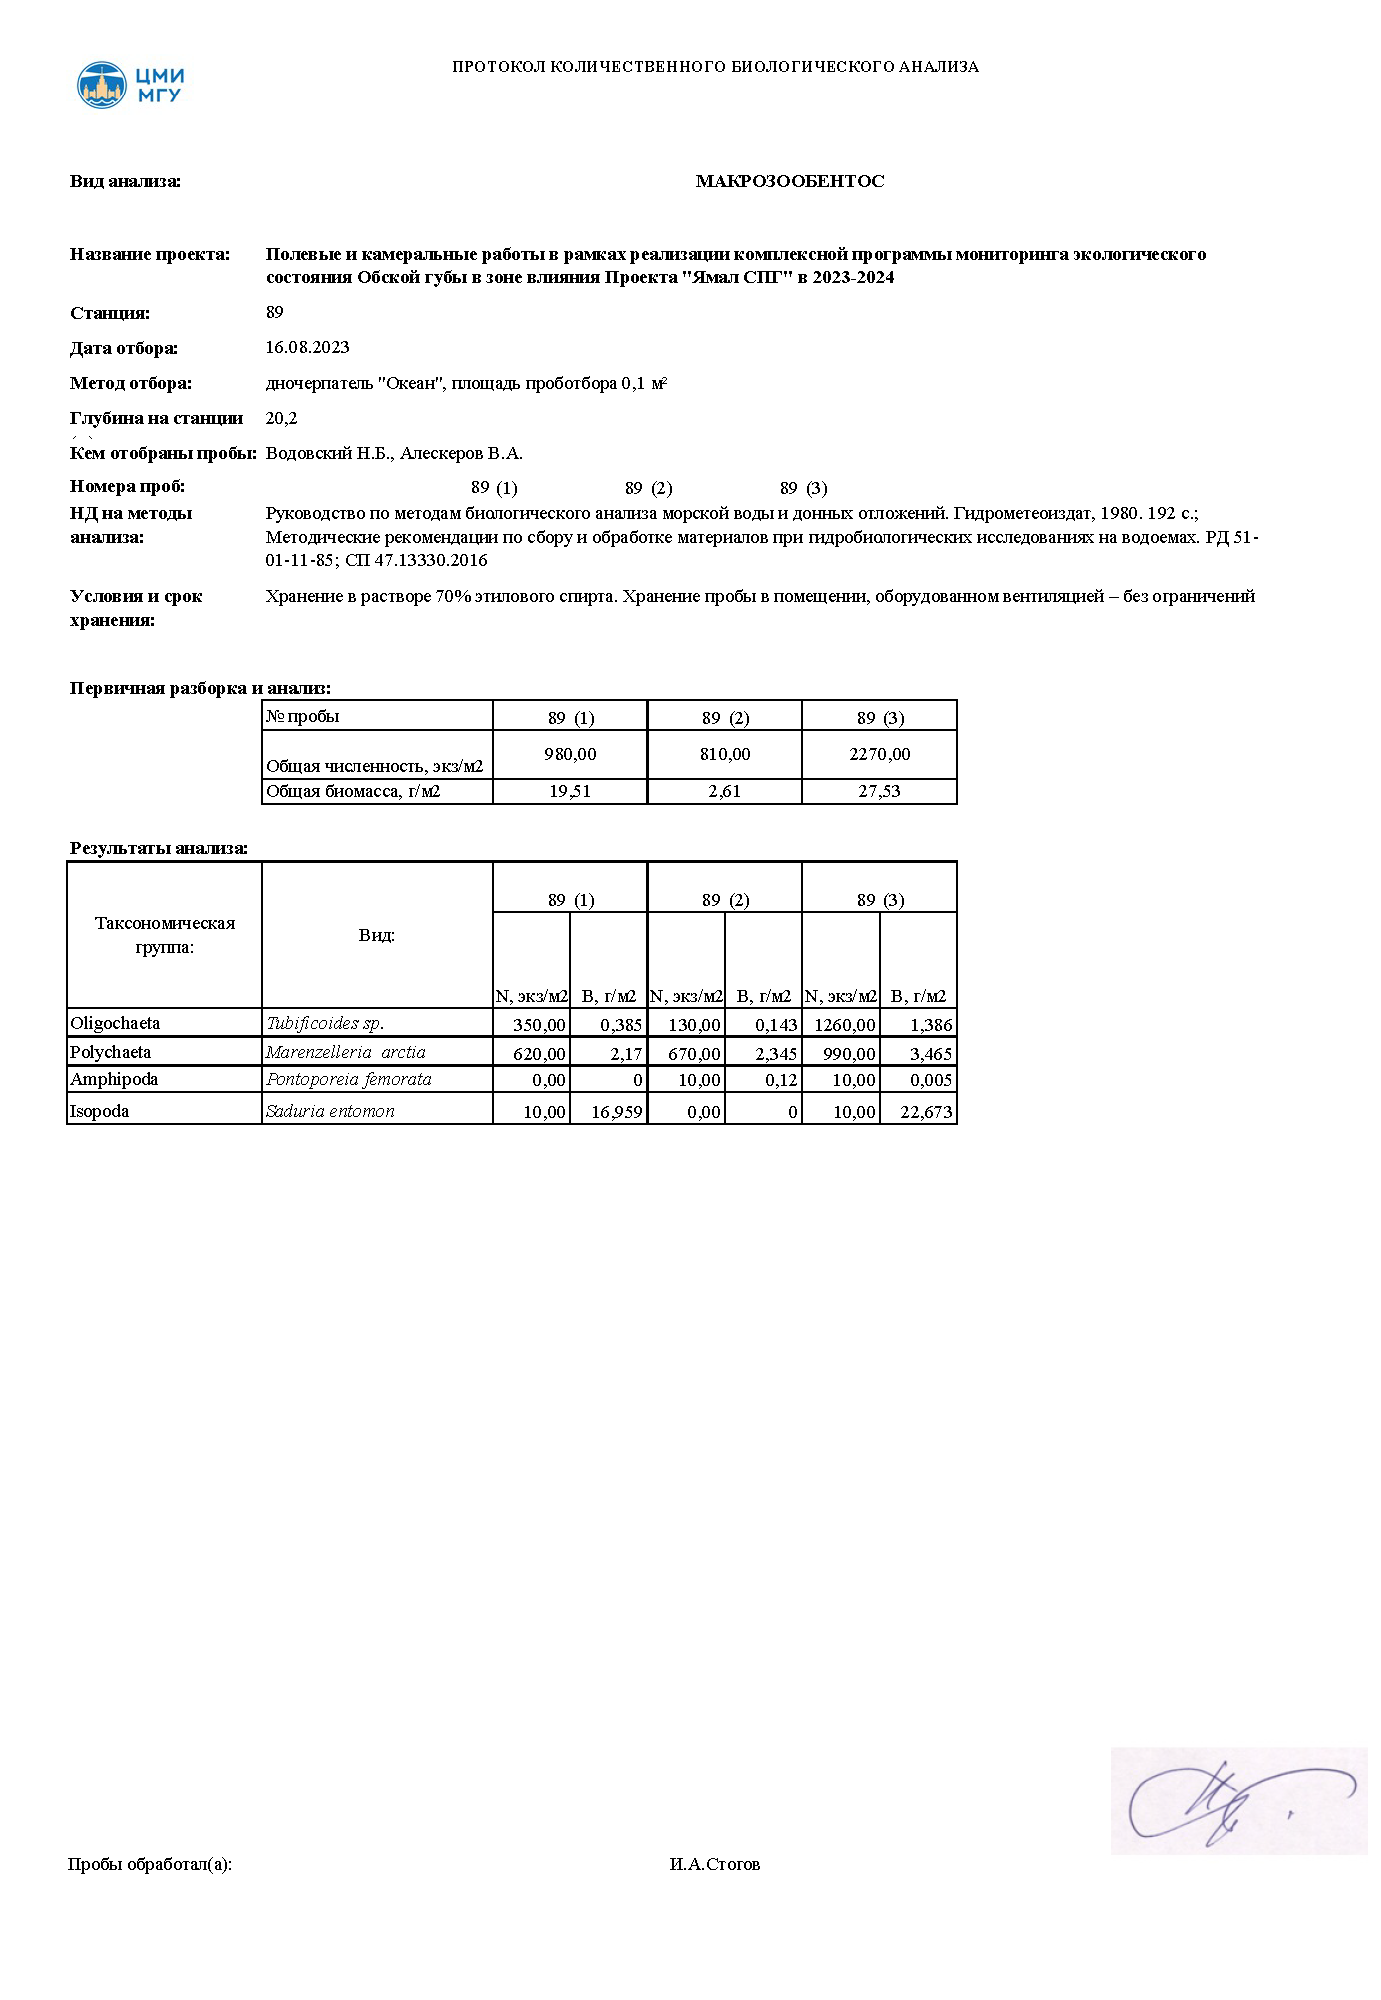 ЦМИ
МГУ
ПРОТОКОЛ КОЛИЧЕСТВЕННОГО БИОЛОГИЧЕСКОГО АНАЛИЗА
Вид анализа: МАКРОЗООБЕНТОС
Название проекта: Полевые и камеральные работы в рамках реализации комплексной программы мониторинга экологического
состояния Обской губы в зоне влияния Проекта "Ямал СПГ" в 2023-2024
Станция: 89
Дата отбора: 16.08.2023
Метод отбора: дночерпатель "Океан", площадь проботбора 0,1 м²
Глубина на станции 20,2
Кем отобраны пробы: Водовский Н.Б., Алескеров В.А.
Номера проб: 89 (1) 89 (2) 89 (3)
НД на методы Руководство по методам биологического анализа морской воды и донных отложений. Гидрометеоиздат, 1980. 192 с.;
анализа: Методические рекомендации по сбору и обработке материалов при гидробиологических исследованиях на водоемах. РД 51-
01-11-85; СП 47.13330.2016
Условия и срок Хранение в растворе 70% этилового спирта. Хранение пробы в помещении, оборудованном вентиляцией – без ограничений
хранения:
Первичная разборка и анализ:
№ пробы 89 (1) 89 (2) 89 (3)
Общая численность, экз/м2 980,00 810,00 2270,00
Общая биомасса, г/м2 19,51 2,61 27,53
Результаты анализа:
Таксономическая
группа:
Вид:
89 (1) 89 (2) 89 (3)
N, экз/м2 B, г/м2 N, экз/м2 B, г/м2 N, экз/м2 B, г/м2
Oligochaeta Tubificoides sp. 350,00 0,385 130,00 0,143 1260,00 1,386
Polychaeta Marenzelleria arctia 620,00 2,17 670,00 2,345 990,00 3,465
Amphipoda Pontoporeia femorata 0,00 0 10,00 0,12 10,00 0,005
Isopoda Saduria entomon 10,00 16,959 0,00 0 10,00 22,673
Пробы обработал(а): И.А.Стогов